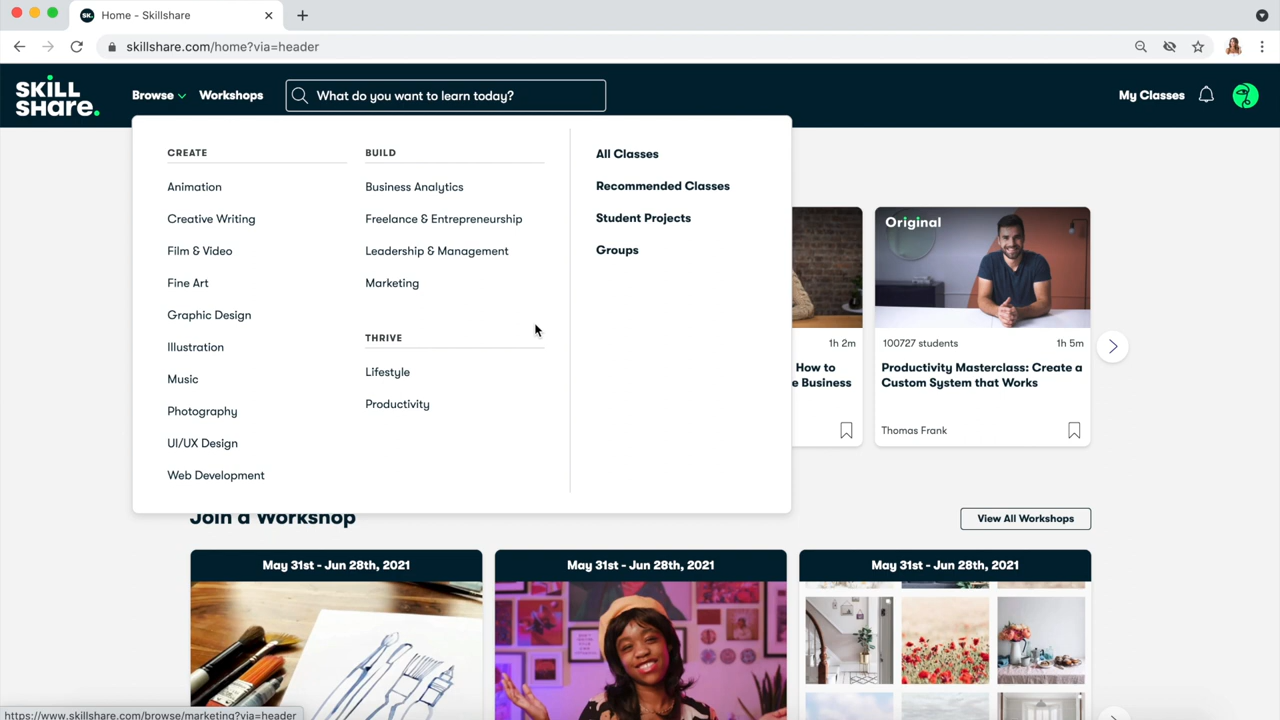 Home - Skillshare
skillshare.com/home?via=header
SKILL
SHARE.
Browse
Workshops
What do you want to learn today?
My Classes
CREATE
Animation
Creative Writing
Film & Video
Fine Art
Graphic Design
Illustration
Music
Photography
UI/UX Design
Web Development
BUILD
Business Analytics
Freelance & Entrepreneurship
Leadership & Management
Marketing
THRIVE
Lifestyle
Productivity
All Classes
Recommended Classes
Student Projects
Groups
1h 2m
How to
e Business
Original
100727 students
1h 5m
Productivity Masterclass: Create a
Custom System that Works
Thomas Frank
Join a Workshop
View All Workshops
May 31st - Jun 28th, 2021
May 31st - Jun 28th, 2021
May 31st - Jun 28th, 2021
https://www.skillshare.com/browse/marketing?via=header